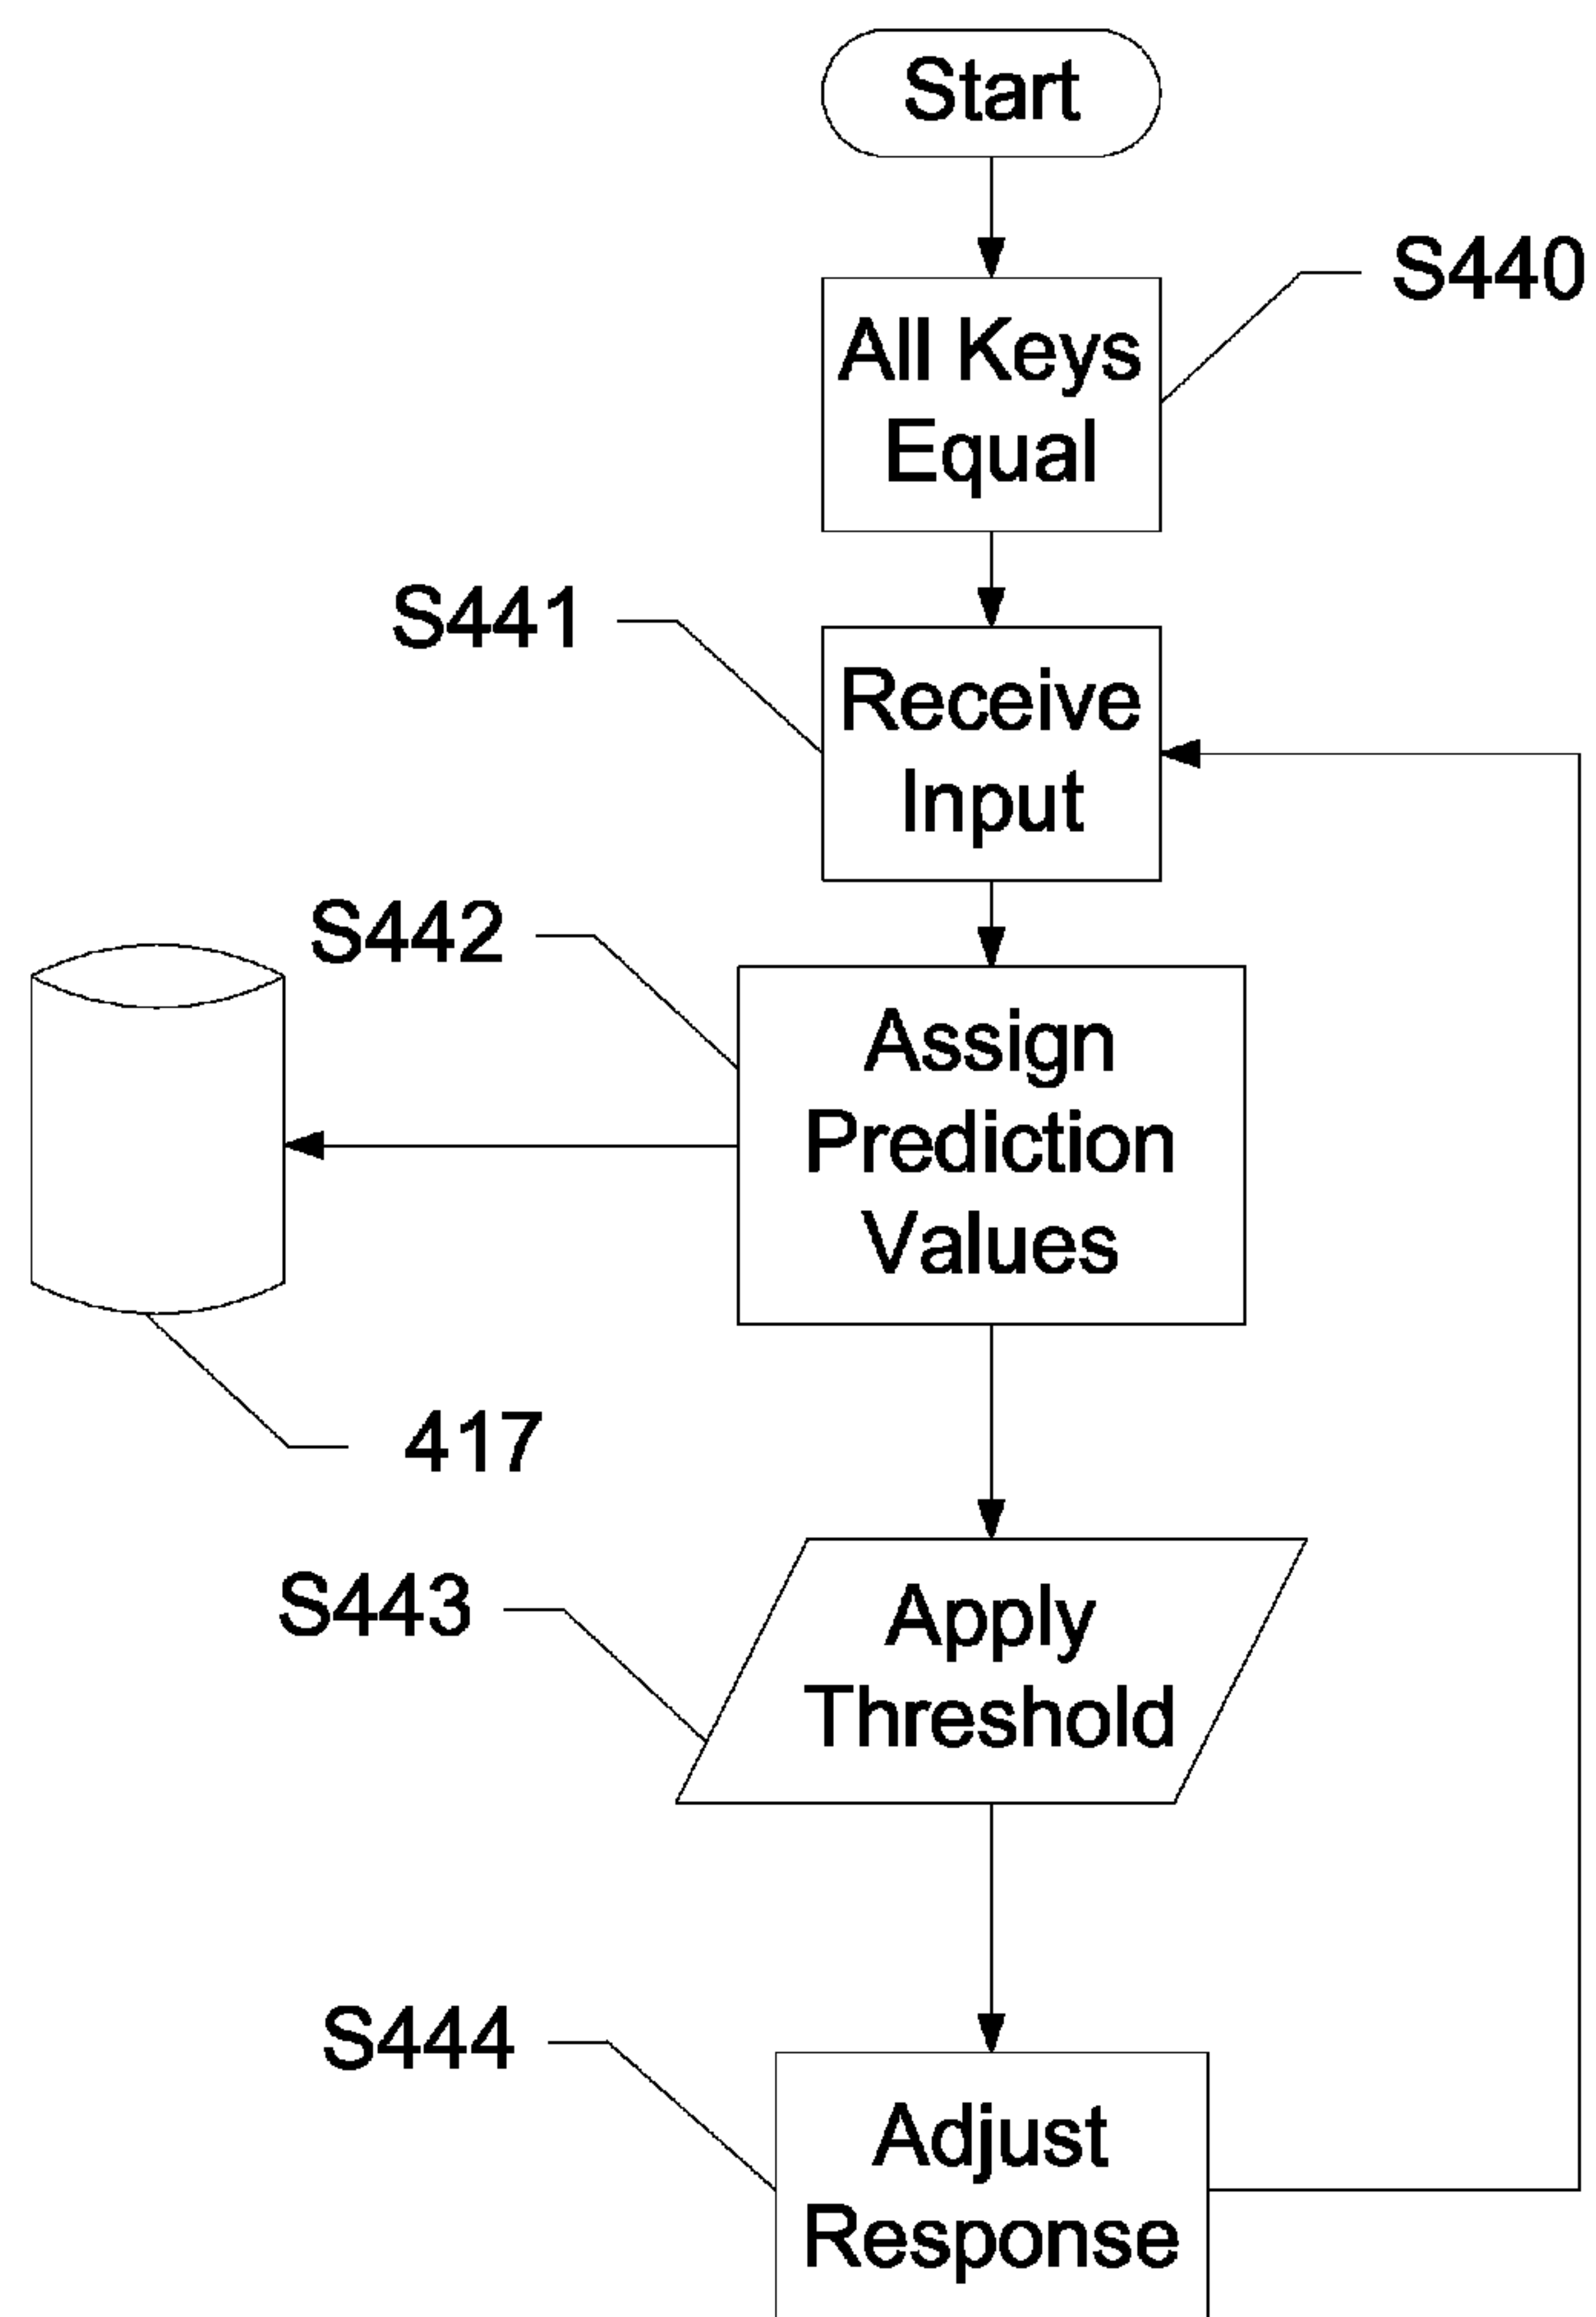 Start
S440
All Keys
Equal
S441
Receive
Input
S442
Assign
Prediction
Values
417
S443
Apply
Threshold
S444
Adjust
Response